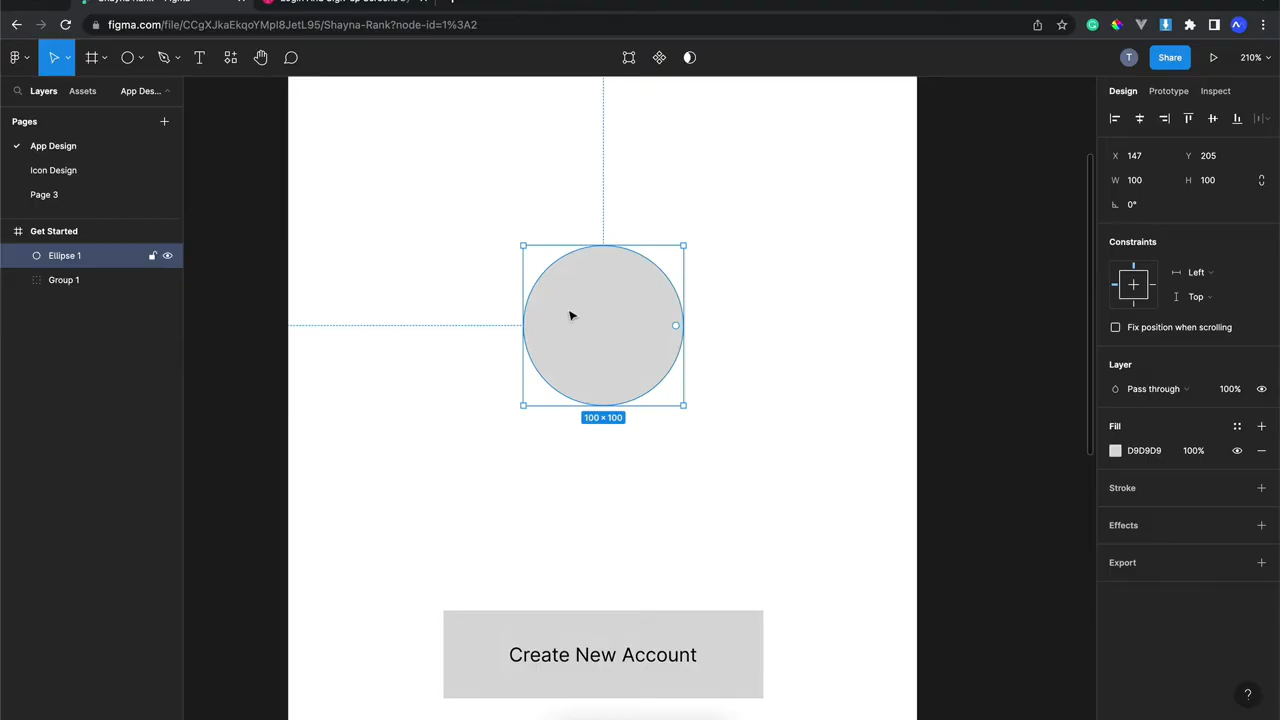 figma.com/file/CCgXJkaEkqoYMpI8JetL95/Shayna-Rank?node-id=1%3A2
T
Share
210%
Layers
Assets
App Des...
Design
Prototype
Inspect
Pages
App Design
Icon Design
Page 3
Get Started
Ellipse 1
Group 1
X 147
Y 205
W 100
H 100
0°
Constraints
Left
Top
Fix position when scrolling
Layer
Pass through
100%
Fill
D9D9D9
100%
Stroke
Effects
Export
100 × 100
Create New Account
?